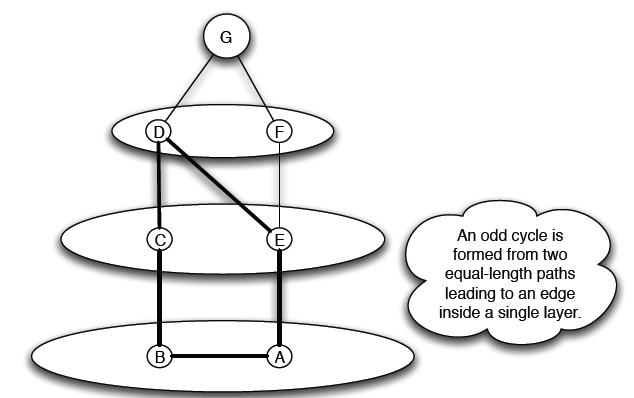 G
D F
C E
An odd cycle is
formed from two
equal-length paths
leading to an edge
inside a single layer.
B A